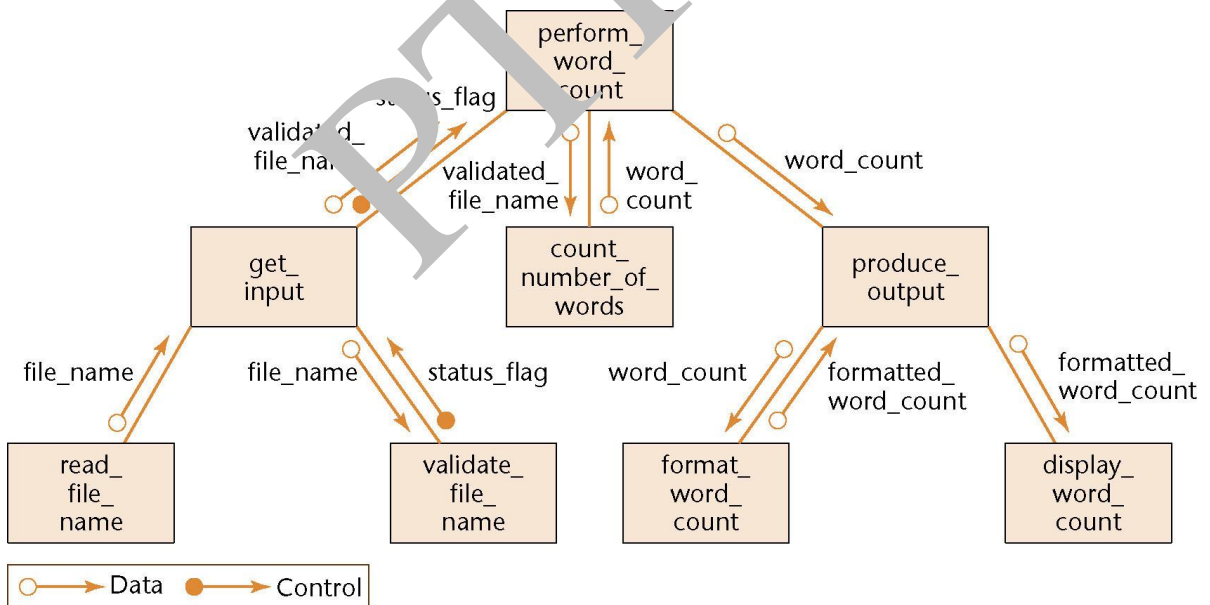 perform_
word_
count
status_flag
validated_
file_name
validated_
file_name
word_
count
word_count
get_
input
count_
number_of_
words
produce_
output
file_name
file_name
status_flag
word_count
formatted_
word_count
formatted_
word_count
read_
file_
name
validate_
file_
name
format_
word_
count
display_
word_
count
Data
Control